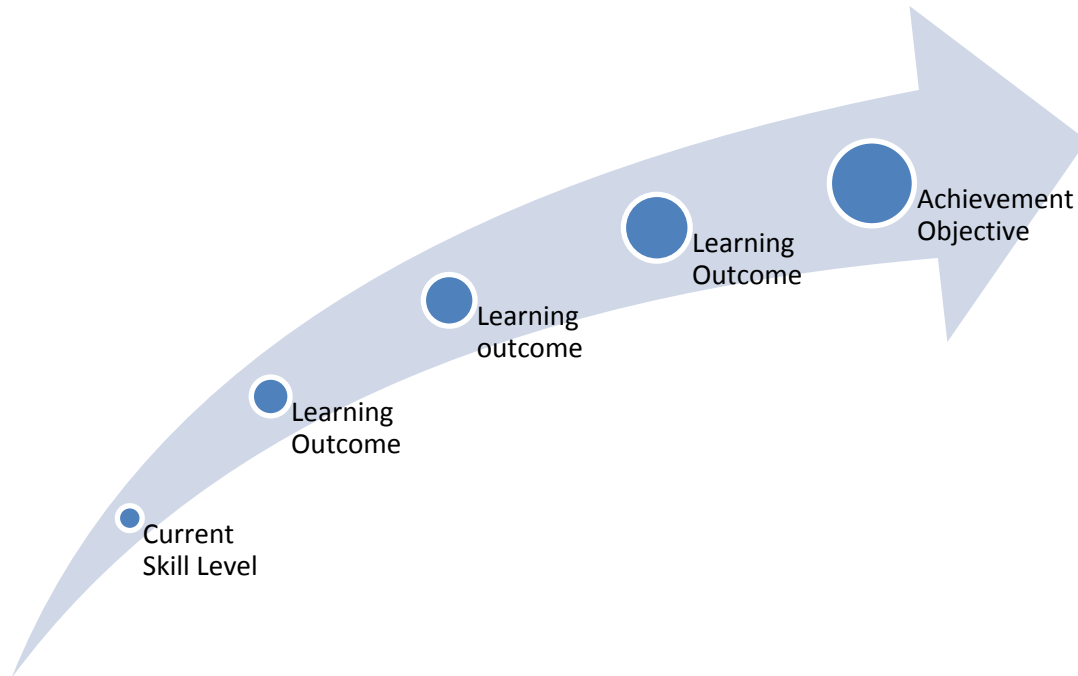 Achievement
Objective
Learning
Outcome
Learning
outcome
Learning
Outcome
Current
Skill Level